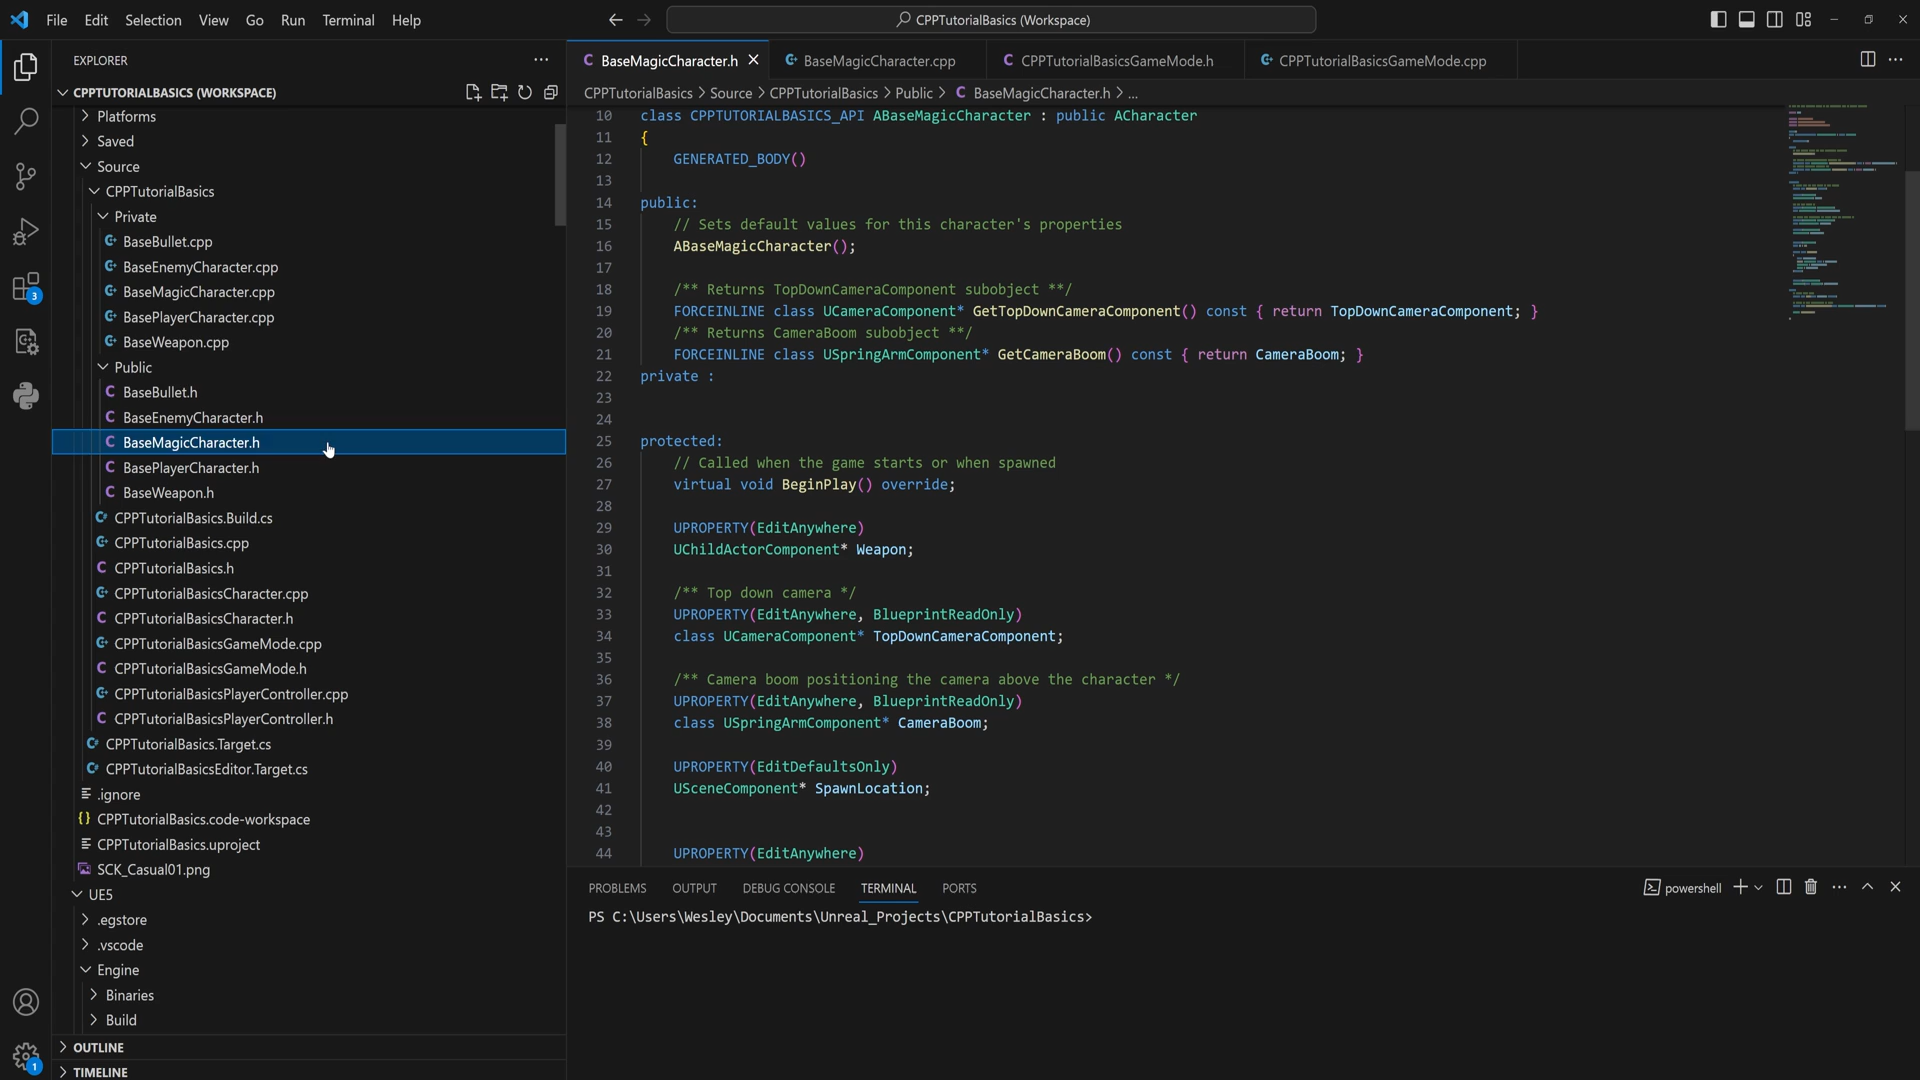 File Edit Selection View Go Run Terminal Help
CPPTutorialBasics (Workspace)
EXPLORER
CPPTUTORIALBASICS (WORKSPACE)
Platforms
Saved
Source
CPPTutorialBasics
Private
BaseBullet.cpp
BaseEnemyCharacter.cpp
BaseMagicCharacter.cpp
BasePlayerCharacter.cpp
BaseWeapon.cpp
Public
BaseBullet.h
BaseEnemyCharacter.h
BaseMagicCharacter.h
BasePlayerCharacter.h
BaseWeapon.h
CPPTutorialBasics.Build.cs
CPPTutorialBasics.cpp
CPPTutorialBasics.h
CPPTutorialBasicsCharacter.cpp
CPPTutorialBasicsCharacter.h
CPPTutorialBasicsGameMode.cpp
CPPTutorialBasicsGameMode.h
CPPTutorialBasicsPlayerController.cpp
CPPTutorialBasicsPlayerController.h
CPPTutorialBasics.Target.cs
CPPTutorialBasicsEditor.Target.cs
.ignore
CPPTutorialBasics.code-workspace
CPPTutorialBasics.uproject
SCK_Casual01.png
UE5
.egstore
.vscode
Engine
Binaries
Build
OUTLINE
TIMELINE
3
1
BaseMagicCharacter.h BaseMagicCharacter.cpp CPPTutorialBasicsGameMode.h CPPTutorialBasicsGameMode.cpp
CPPTutorialBasics > Source > CPPTutorialBasics > Public > C BaseMagicCharacter.h > ...
10 class CPPTUTORIALBASICS_API ABaseMagicCharacter : public ACharacter
11 {
12 GENERATED_BODY()
13
14 public:
15 // Sets default values for this character's properties
16 ABaseMagicCharacter();
17
18 /** Returns TopDownCameraComponent subobject **/
19 FORCEINLINE class UCameraComponent* GetTopDownCameraComponent() const { return TopDownCameraComponent; }
20 /** Returns CameraBoom subobject **/
21 FORCEINLINE class USpringArmComponent* GetCameraBoom() const { return CameraBoom; }
22 private :
23
24
25 protected:
26 // Called when the game starts or when spawned
27 virtual void BeginPlay() override;
28
29 UPROPERTY(EditAnywhere)
30 UChildActorComponent* Weapon;
31
32 /** Top down camera */
33 UPROPERTY(EditAnywhere, BlueprintReadOnly)
34 class UCameraComponent* TopDownCameraComponent;
35
36 /** Camera boom positioning the camera above the character */
37 UPROPERTY(EditAnywhere, BlueprintReadOnly)
38 class USpringArmComponent* CameraBoom;
39
40 UPROPERTY(EditDefaultsOnly)
41 USceneComponent* SpawnLocation;
42
43
44 UPROPERTY(EditAnywhere)
PROBLEMS OUTPUT DEBUG CONSOLE TERMINAL PORTS powershell
PS C:\Users\Wesley\Documents\Unreal_Projects\CPPTutorialBasics>